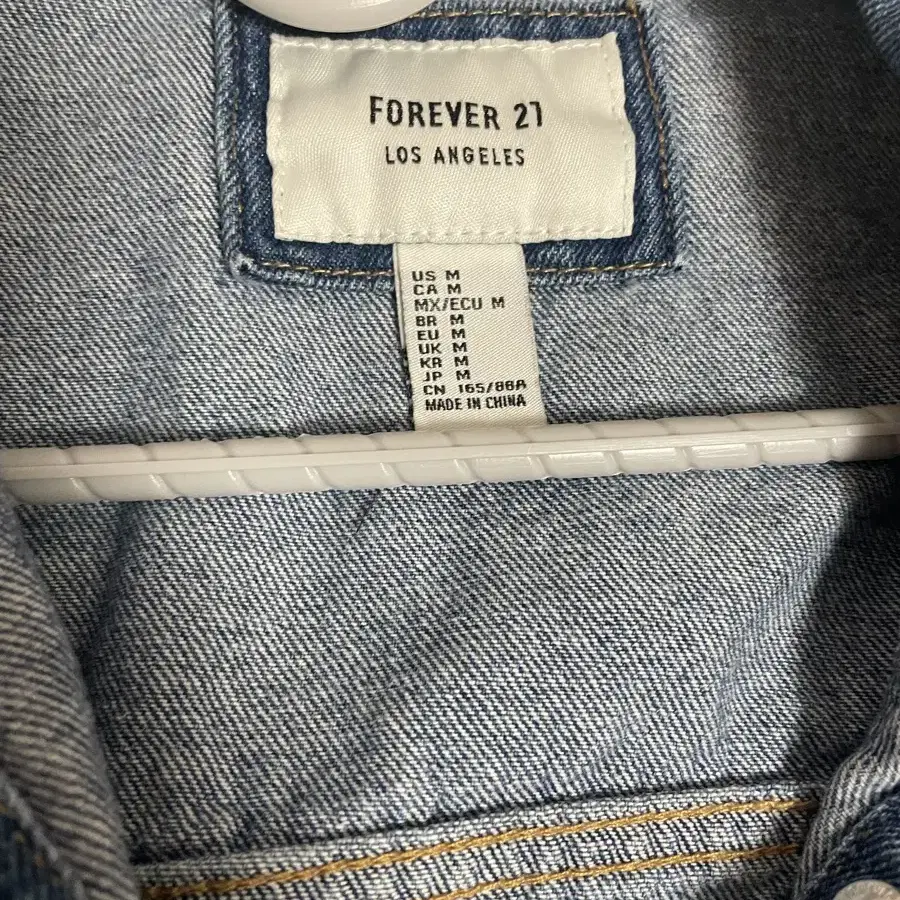 FOREVER 21
LOS ANGELES
US M
CA M
MX/ECU M
BR M
EU M
UK M
KR M
JP M
CN 165/88A
MADE IN CHINA